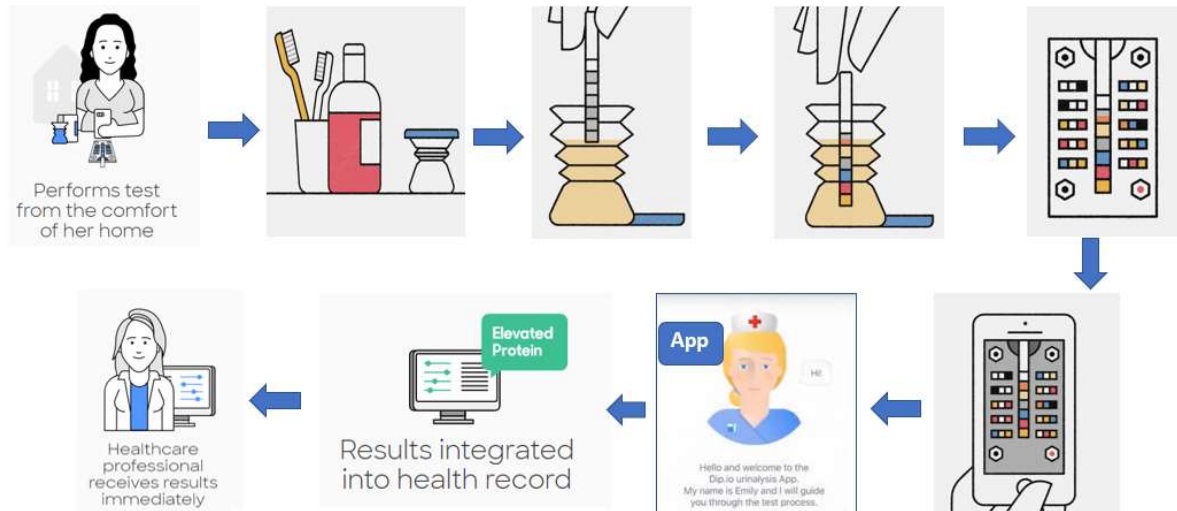 Performs test
from the comfort
of her home
App
Hi!
Hello and welcome to the
Dip.io urinalysis App.
My name is Emily and I will guide
you through the test process.
Elevated
Protein
Results integrated
into health record
Healthcare
professional
receives results
immediately